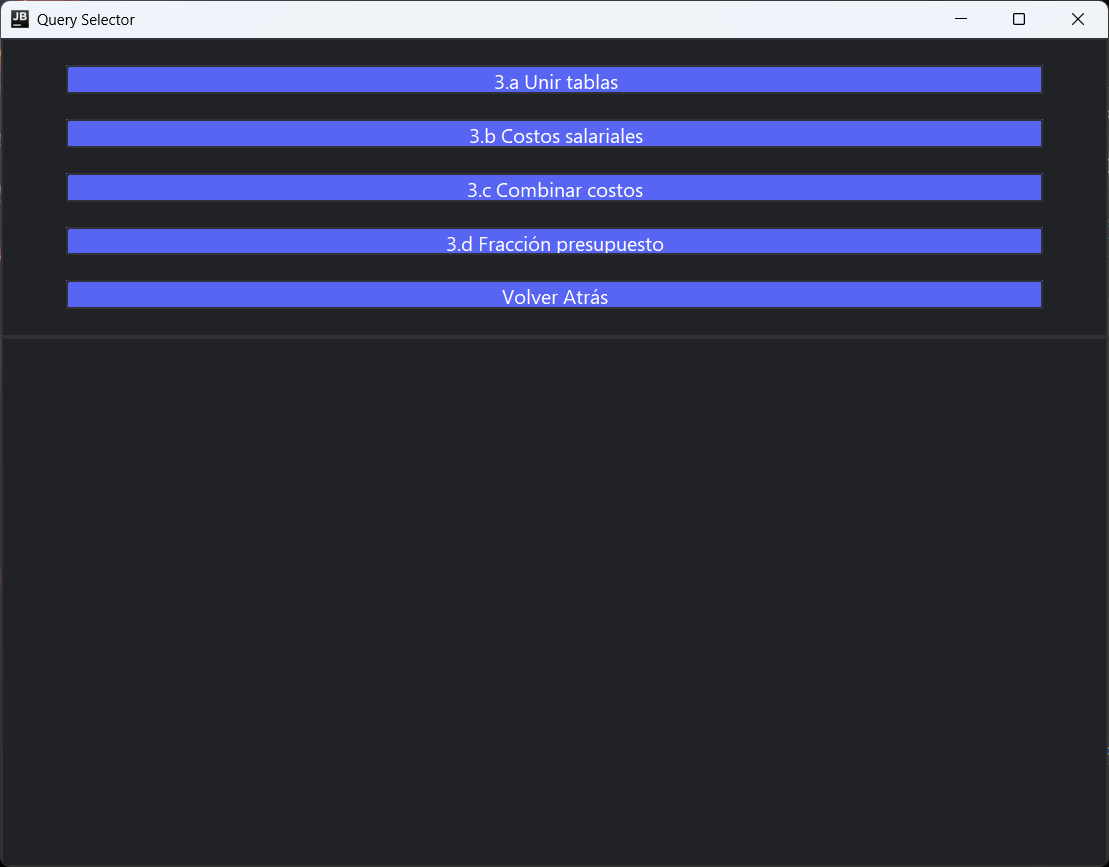 JB Query Selector
3.a Unir tablas
3.b Costos salariales
3.c Combinar costos
3.d Fracción presupuesto
Volver Atrás